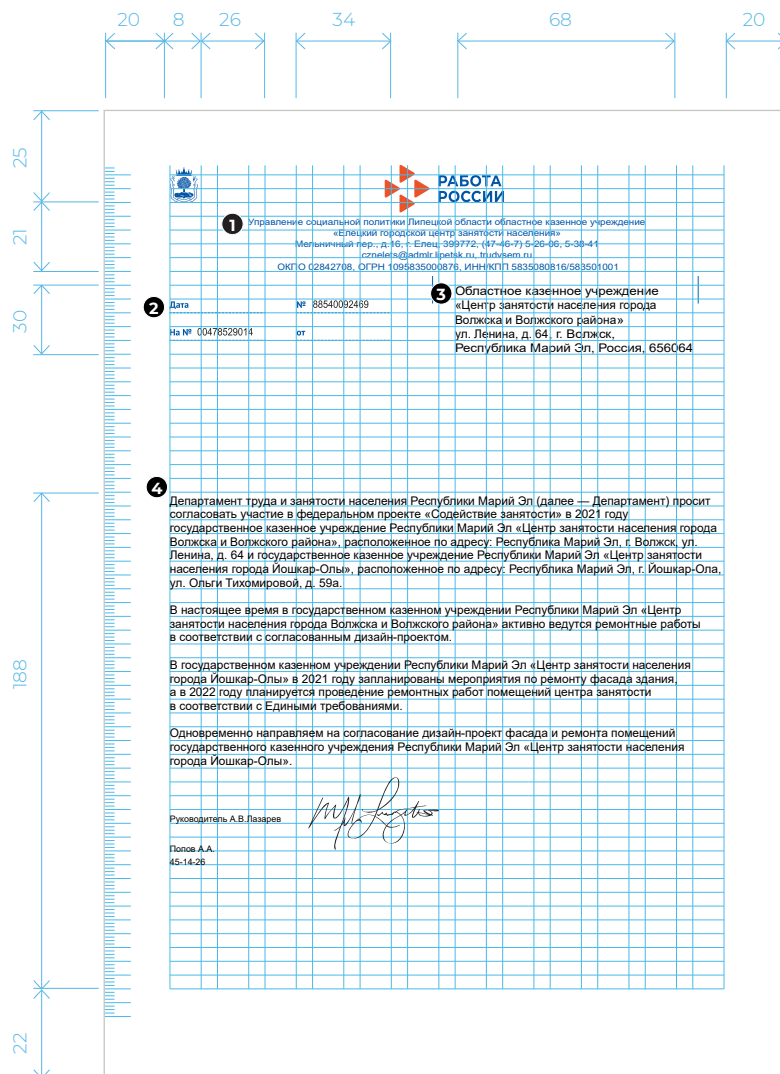 20 8 26 34 68 20
25
21
30
188
22
РАБОТА
РОССИИ
1 Управление социальной политики Липецкой области областное казенное учреждение
«Елецкий городской центр занятости населения»
Мельничный пер., д.16, г. Елец, 399772, (47-46-7) 5-26-06, 5-38-41
cznelets@admlr.lipetsk.ru, trudvsem.ru
ОКПО 02842708, ОГРН 1095835000876, ИНН/КПП 5835080816/583501001
2 Дата № 88540092469
На № 00478529014 от
3 Областное казенное учреждение
«Центр занятости населения города
Волжска и Волжского района»
ул. Ленина, д. 64, г. Волжск,
Республика Марий Эл, Россия, 656064
4
Департамент труда и занятости населения Республики Марий Эл (далее — Департамент) просит
согласовать участие в федеральном проекте «Содействие занятости» в 2021 году
государственное казенное учреждение Республики Марий Эл «Центр занятости населения города
Волжска и Волжского района», расположенное по адресу: Республика Марий Эл, г. Волжск, ул.
Ленина, д. 64 и государственное казенное учреждение Республики Марий Эл «Центр занятости
населения города Йошкар-Олы», расположенное по адресу: Республика Марий Эл, г. Йошкар-Ола,
ул. Ольги Тихомировой, д. 59а.
В настоящее время в государственном казенном учреждении Республики Марий Эл «Центр
занятости населения города Волжска и Волжского района» активно ведутся ремонтные работы
в соответствии с согласованным дизайн-проектом.
В государственном казенном учреждении Республики Марий Эл «Центр занятости населения
города Йошкар-Олы» в 2021 году запланированы мероприятия по ремонту фасада здания,
а в 2022 году планируется проведение ремонтных работ помещений центра занятости
в соответствии с Едиными требованиями.
Одновременно направляем на согласование дизайн-проект фасада и ремонта помещений
государственного казенного учреждения Республики Марий Эл «Центр занятости населения
города Йошкар-Олы».
Руководитель А.В.Лазарев
Попов А.А.
45-14-26